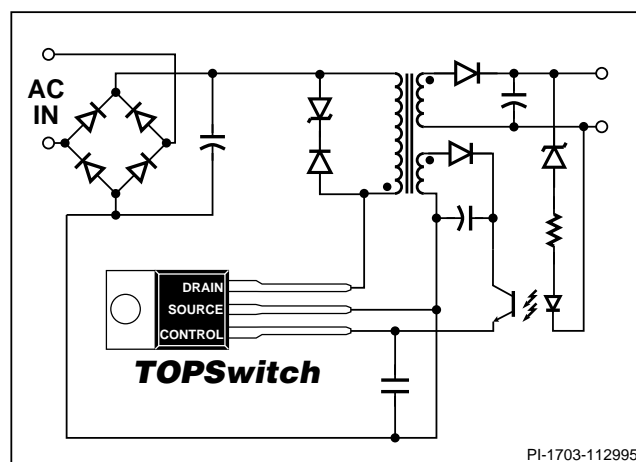 AC
IN
DRAIN
SOURCE
CONTROL
TOPSwitch
PI-1703-112995